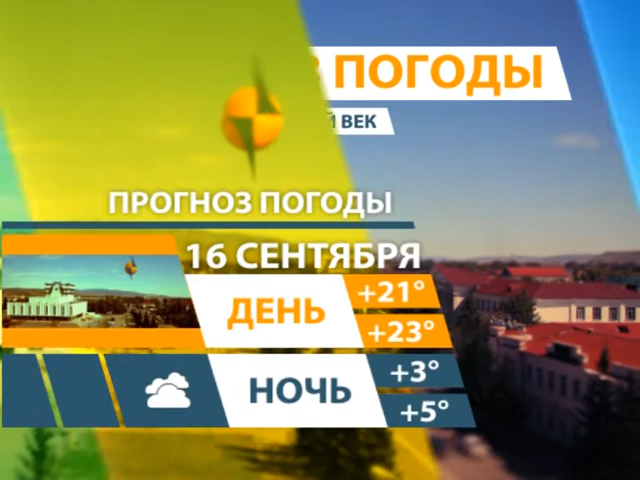 ПОГОДЫ
ВЕК
ПРОГНОЗ ПОГОДЫ
16 СЕНТЯБРЯ
ДЕНЬ
+21°
+23°
НОЧЬ
+3°
+5°